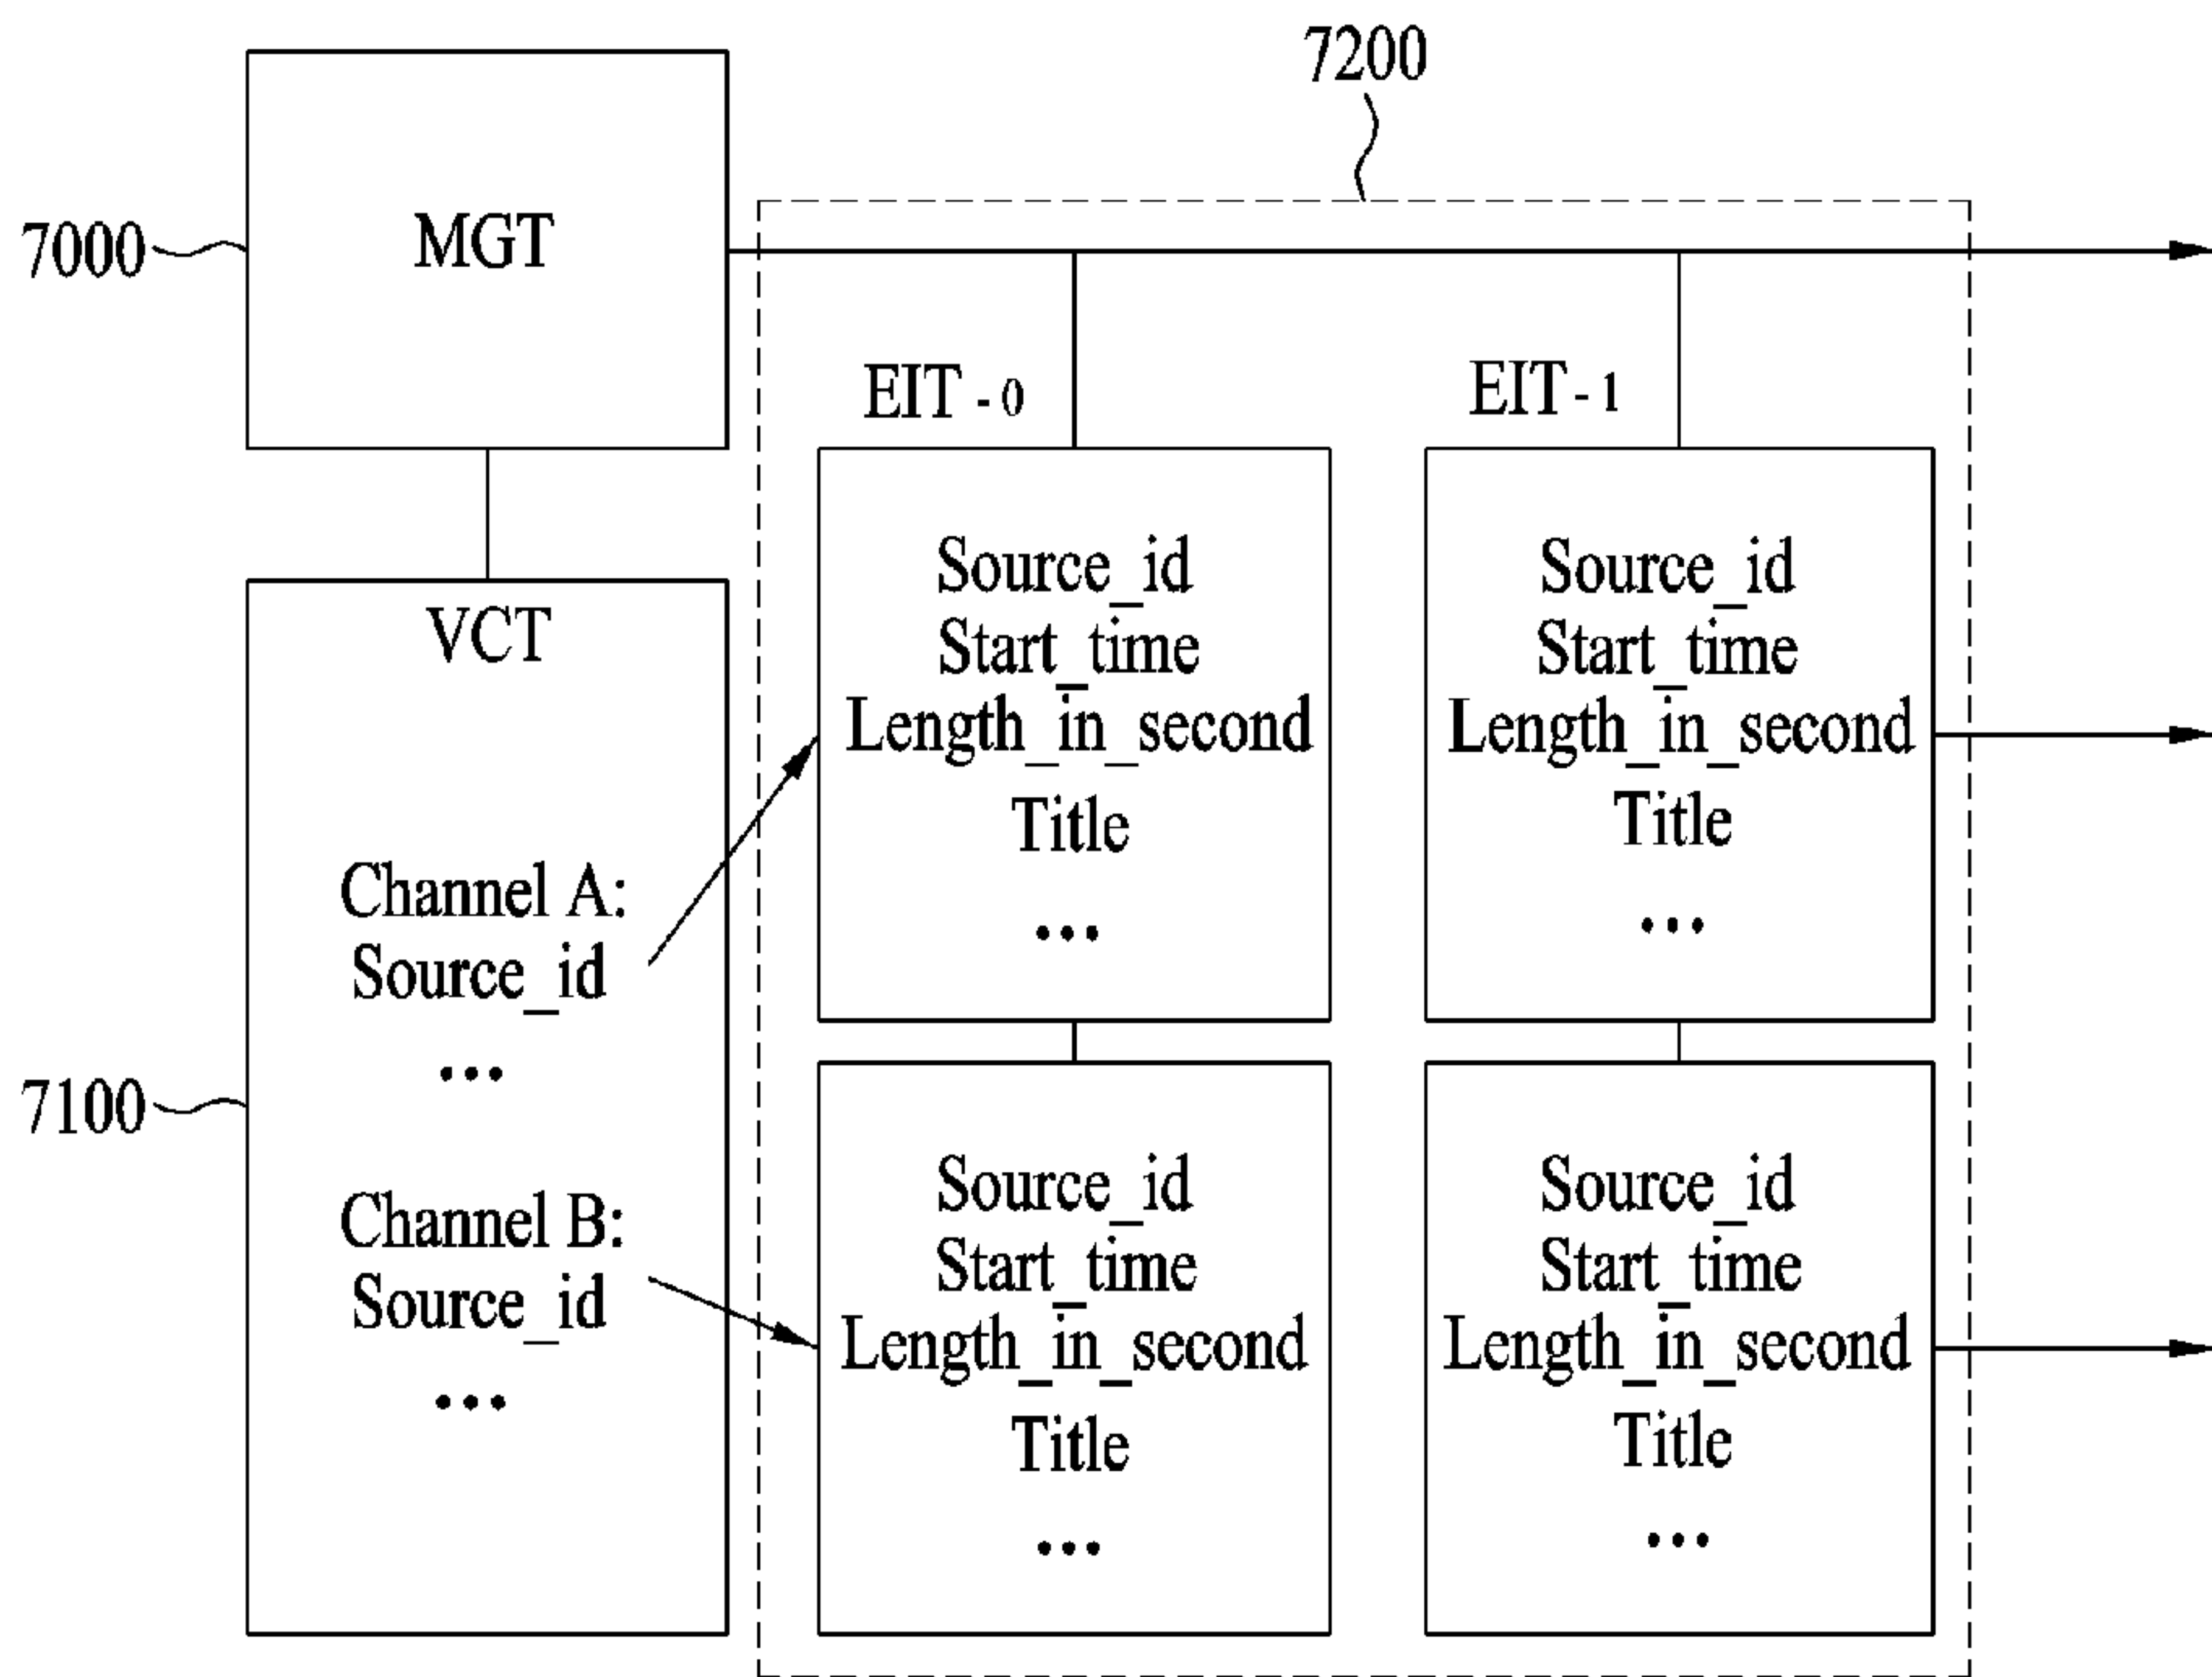 7200
7000
MGT
EIT - 0
EIT - 1
7100
VCT
Channel A:
Source_id
...
Channel B:
Source_id
...
Source_id
Start_time
Length_in_second
Title
...
Source_id
Start_time
Length_in_second
Title
...
Source_id
Start_time
Length_in_second
Title
...
Source_id
Start_time
Length_in_second
Title
...